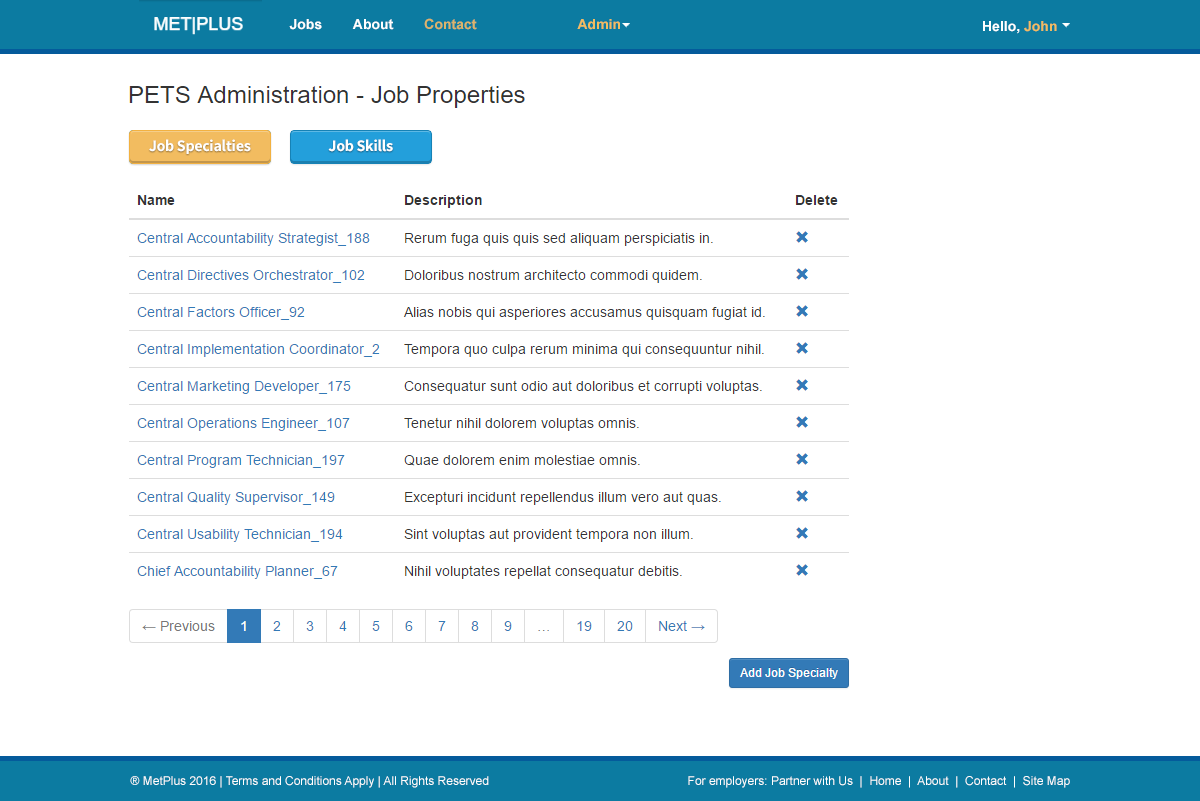 MET|PLUS Jobs About Contact Admin Hello, John
PETS Administration - Job Properties
Job Specialties Job Skills
Name Description Delete
Central Accountability Strategist_188 Rerum fuga quis quis sed aliquam perspiciatis in.
Central Directives Orchestrator_102 Doloribus nostrum architecto commodi quidem.
Central Factors Officer_92 Alias nobis qui asperiores accusamus quisquam fugiat id.
Central Implementation Coordinator_2 Tempora quo culpa rerum minima qui consequuntur nihil.
Central Marketing Developer_175 Consequatur sunt odio aut doloribus et corrupti voluptas.
Central Operations Engineer_107 Tenetur nihil dolorem voluptas omnis.
Central Program Technician_197 Quae dolorem enim molestiae omnis.
Central Quality Supervisor_149 Excepturi incidunt repellendus illum vero aut quas.
Central Usability Technician_194 Sint voluptas aut provident tempora non illum.
Chief Accountability Planner_67 Nihil voluptates repellat consequatur debitis.
← Previous 1 2 3 4 5 6 7 8 9 … 19 20 Next →
Add Job Specialty
® MetPlus 2016 | Terms and Conditions Apply | All Rights Reserved For employers: Partner with Us | Home | About | Contact | Site Map